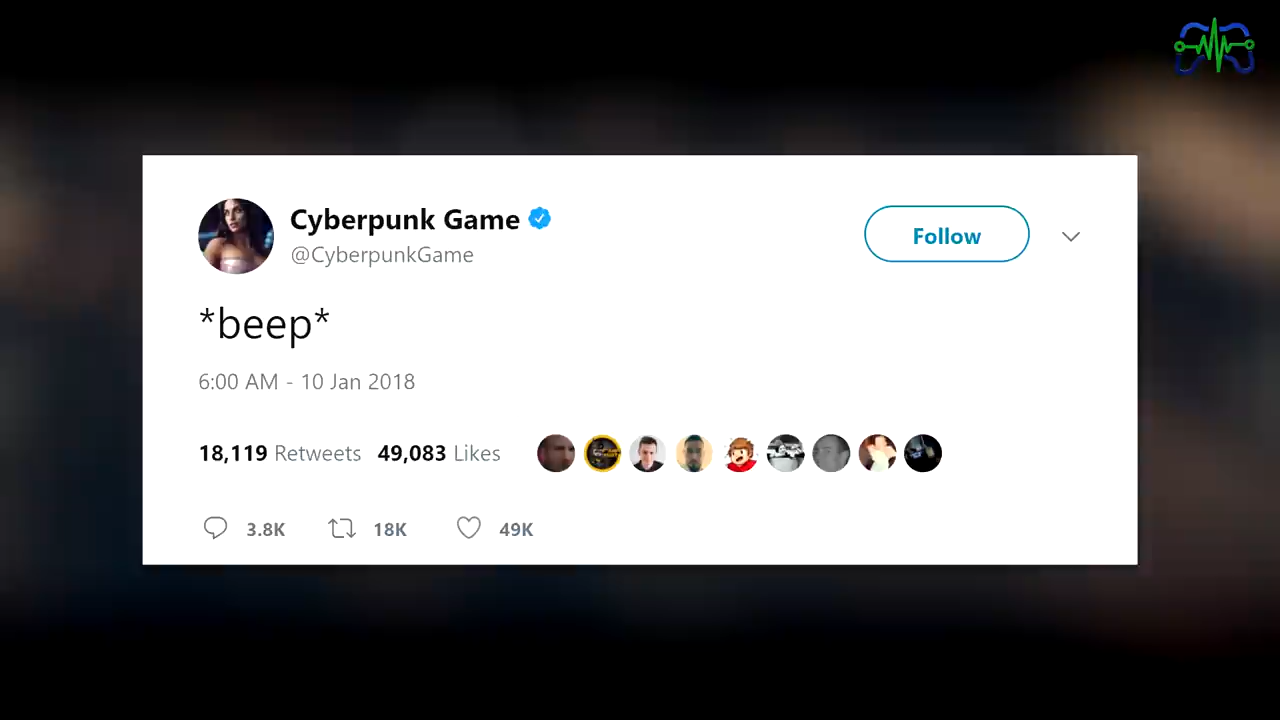 Cyberpunk Game
@CyberpunkGame
Follow
*beep*
6:00 AM - 10 Jan 2018
18,119 Retweets 49,083 Likes
3.8K 18K 49K